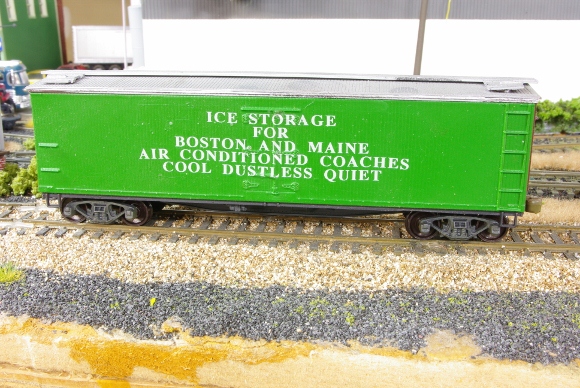 ICE STORAGE
FOR
BOSTON AND MAINE
AIR CONDITIONED COACHES
COOL DUSTLESS QUIET